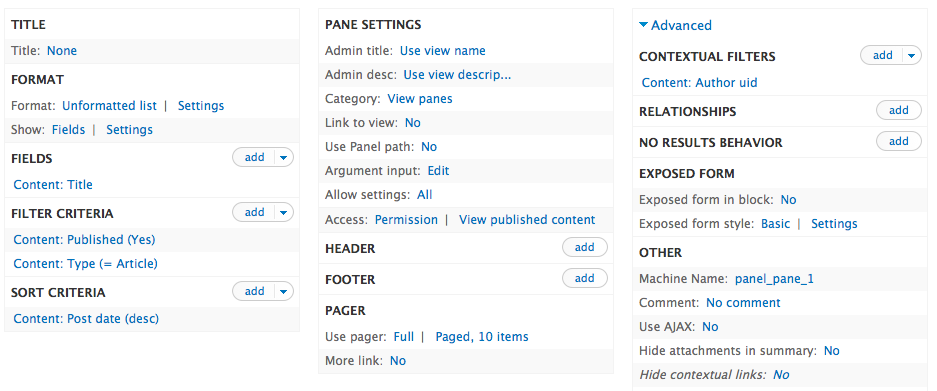 TITLE
Title: None
FORMAT
Format: Unformatted list | Settings
Show: Fields | Settings
FIELDS
add
Content: Title
FILTER CRITERIA
add
Content: Published (Yes)
Content: Type (= Article)
SORT CRITERIA
add
Content: Post date (desc)
PANE SETTINGS
Admin title: Use view name
Admin desc: Use view descrip...
Category: View panes
Link to view: No
Use Panel path: No
Argument input: Edit
Allow settings: All
Access: Permission | View published content
HEADER
add
FOOTER
add
PAGER
Use pager: Full | Paged, 10 items
More link: No
Advanced
CONTEXTUAL FILTERS
add
Content: Author uid
RELATIONSHIPS
add
NO RESULTS BEHAVIOR
add
EXPOSED FORM
Exposed form in block: No
Exposed form style: Basic | Settings
OTHER
Machine Name: panel_pane_1
Comment: No comment
Use AJAX: No
Hide attachments in summary: No
Hide contextual links: No